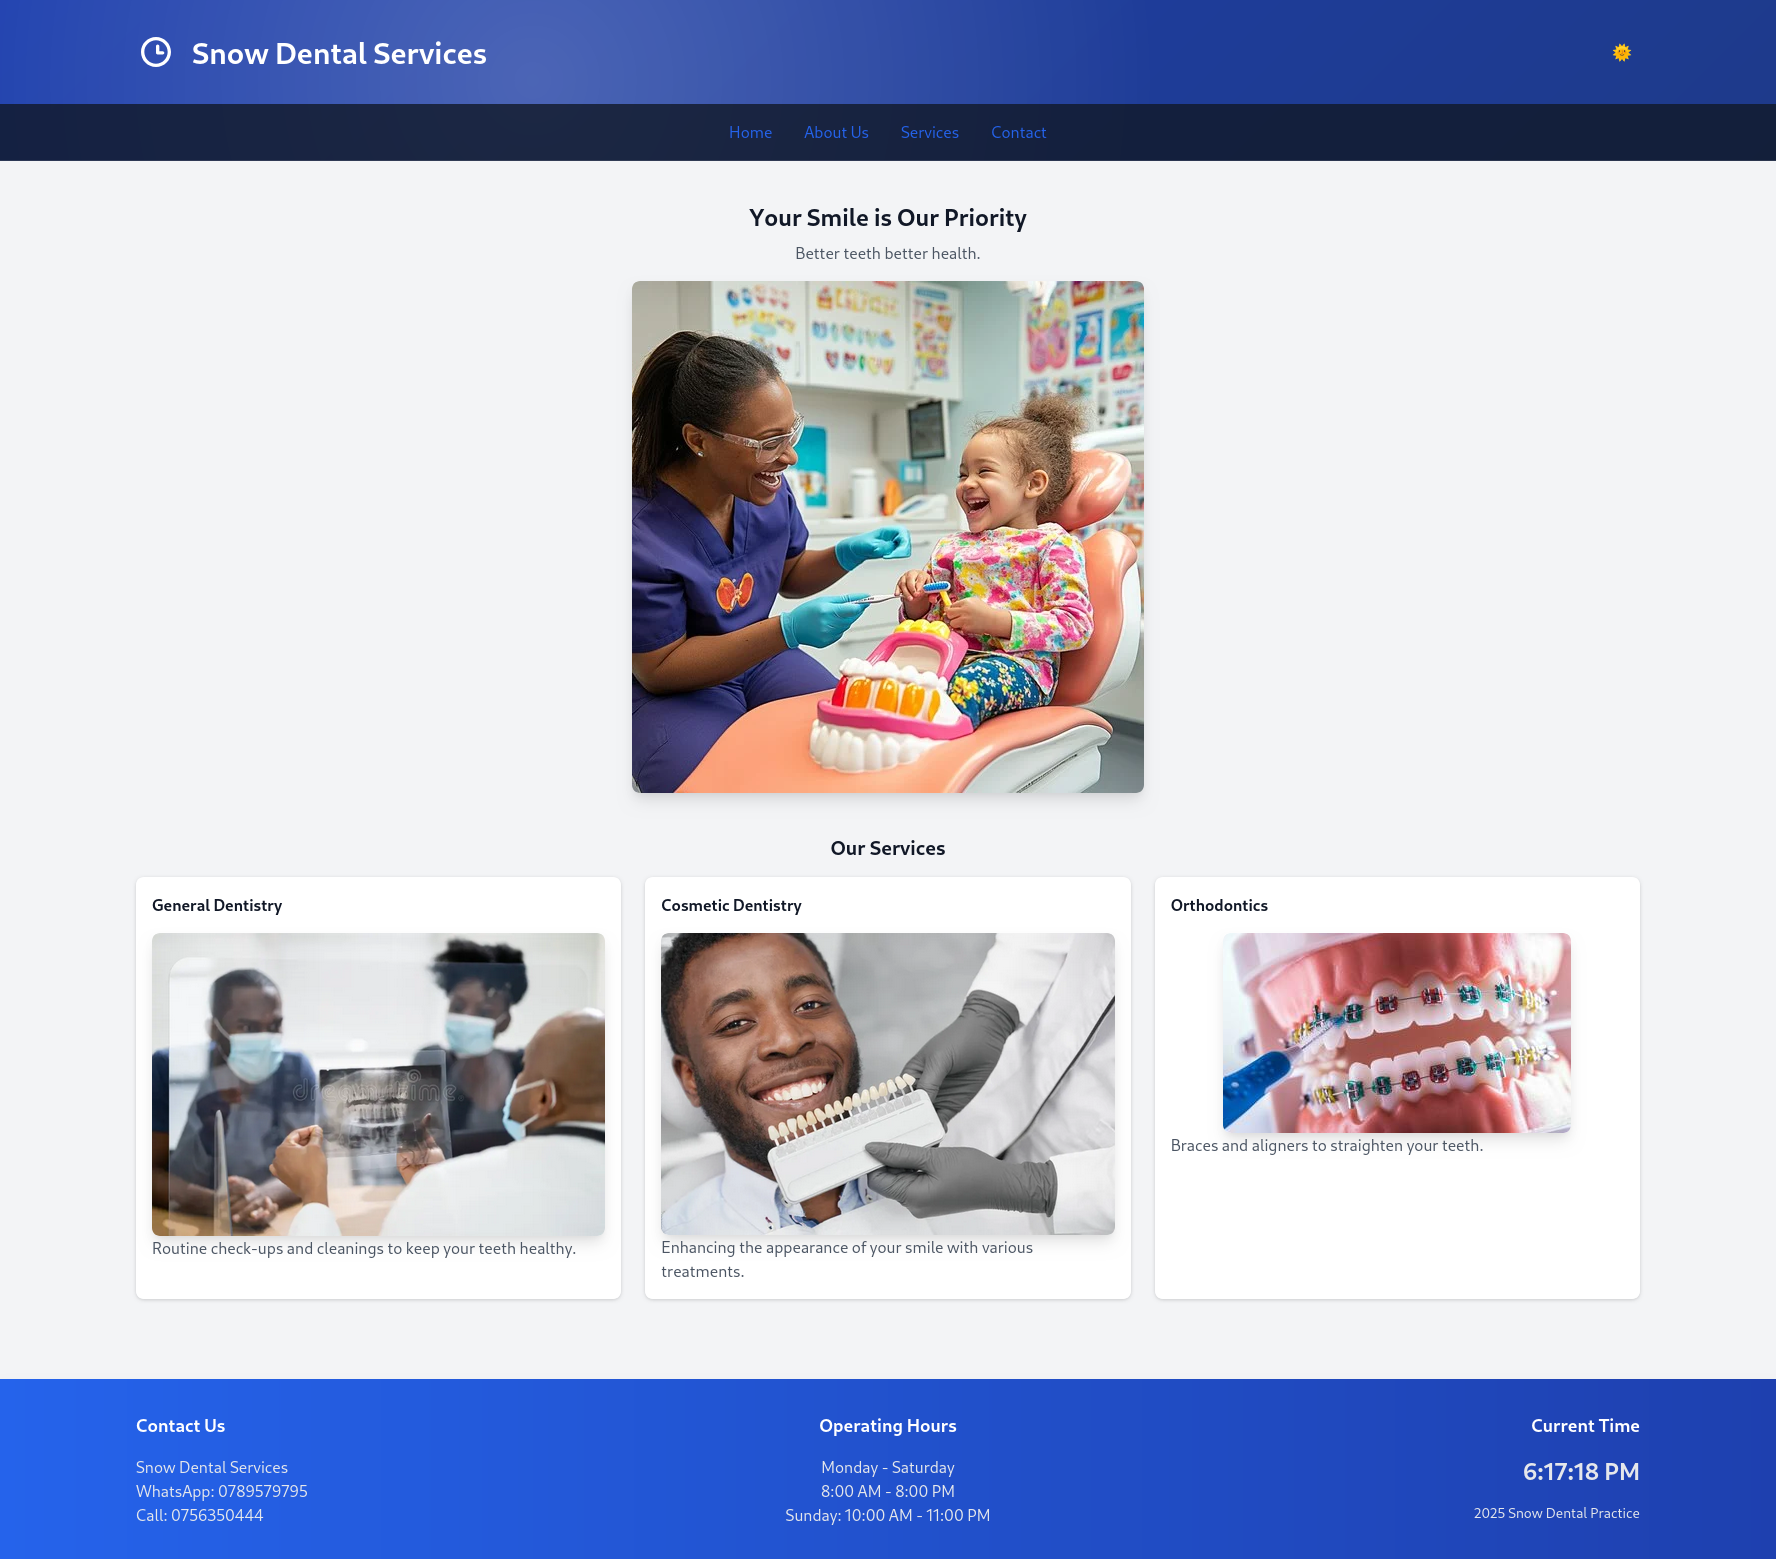 Snow Dental Services
Home
About Us
Services
Contact
Your Smile is Our Priority
Better teeth better health.
Our Services
General Dentistry
dreamstime
Routine check-ups and cleanings to keep your teeth healthy.
Cosmetic Dentistry
Enhancing the appearance of your smile with various
treatments.
Orthodontics
Braces and aligners to straighten your teeth.
Contact Us
Snow Dental Services
WhatsApp: 0789579795
Call: 0756350444
Operating Hours
Monday - Saturday
8:00 AM - 8:00 PM
Sunday: 10:00 AM - 11:00 PM
Current Time
6:17:18 PM
2025 Snow Dental Practice